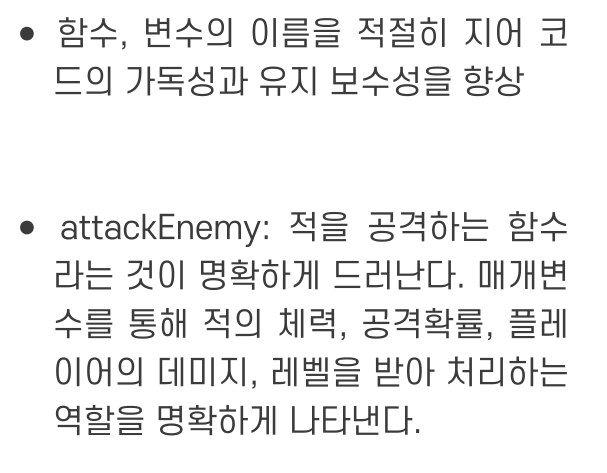 ● 함수, 변수의 이름을 적절히 지어 코
드의 가독성과 유지 보수성을 향상
● attackEnemy: 적을 공격하는 함수
라는 것이 명확하게 드러난다. 매개변
수를 통해 적의 체력, 공격확률, 플레
이어의 데미지, 레벨을 받아 처리하는
역할을 명확하게 나타낸다.